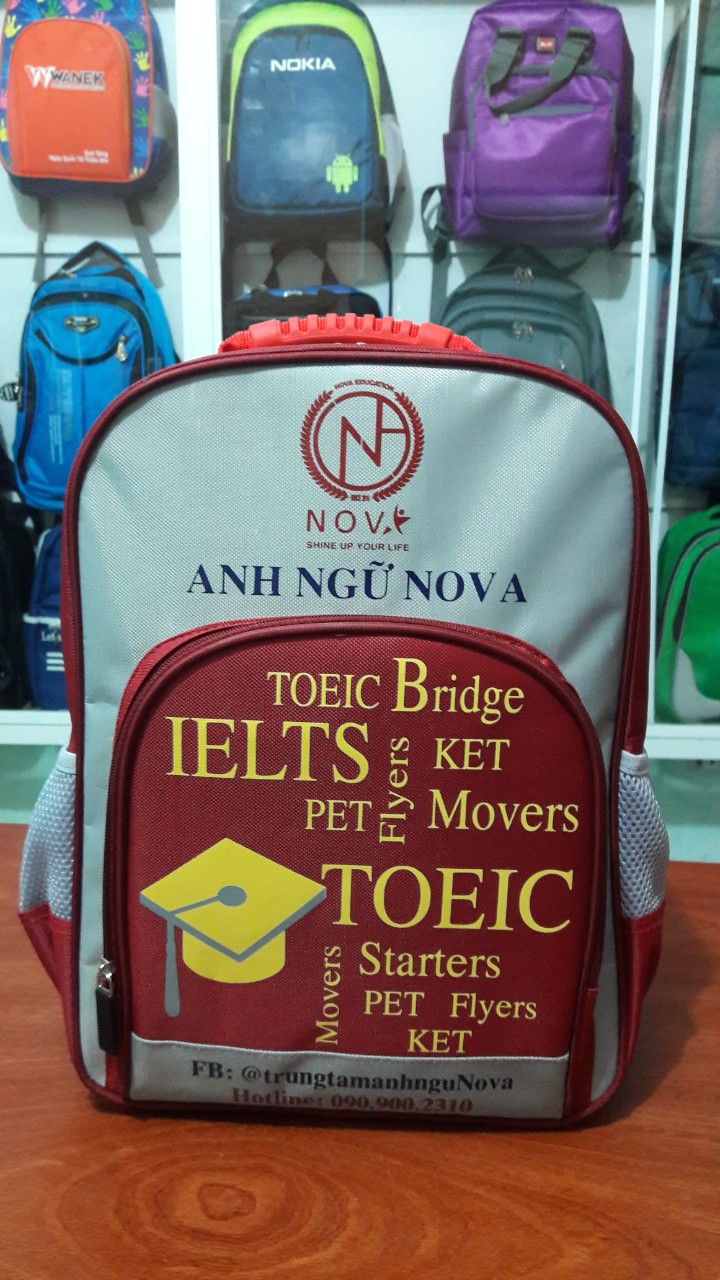 WANEK
NOKIA
NOVA EDUCATION
NOVA
SHINE UP YOUR LIFE
ANH NGỮ NOVA
TOEIC Bridge
IELTS
Flyers
KET
PET
Movers
TOEIC
Movers
Starters
PET Flyers
KET
FB: @trungtamanhnguNova
Hotline: 090.900.2310